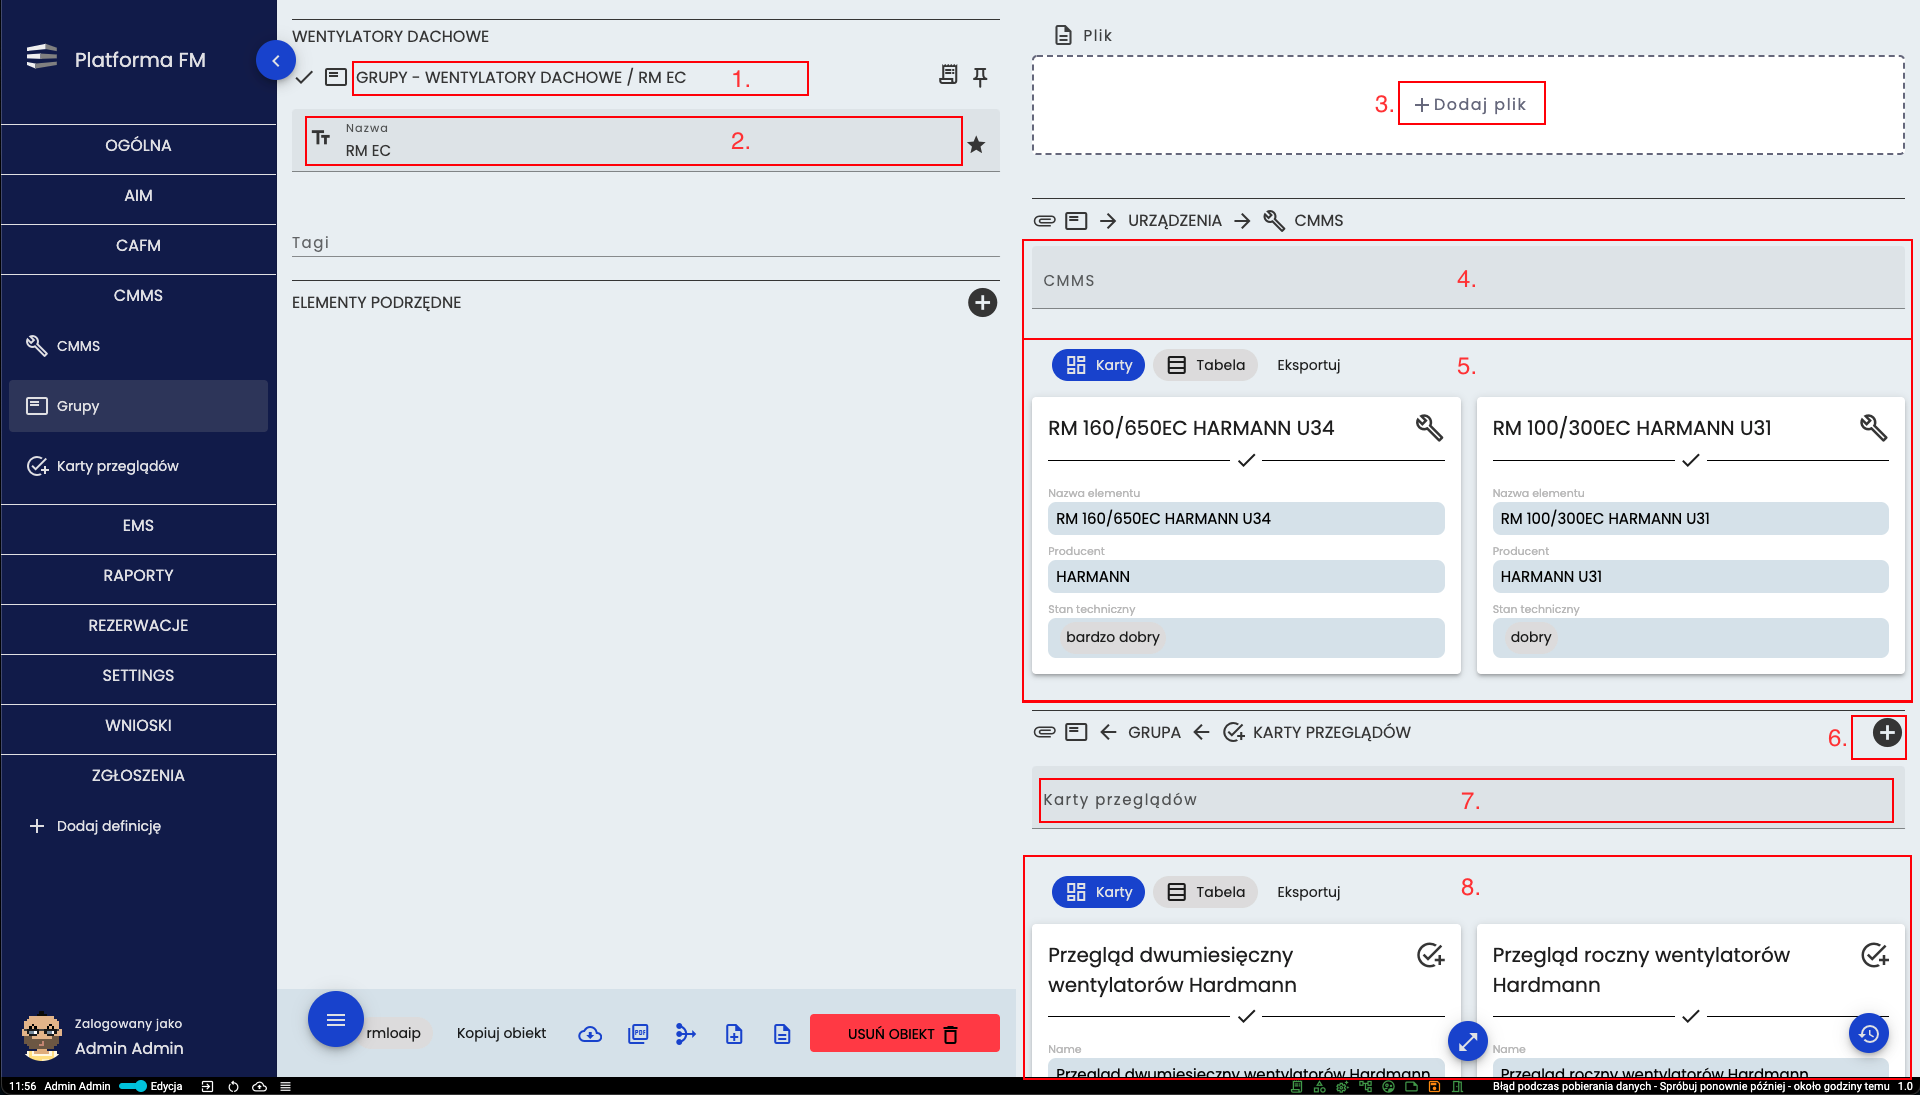 Platforma FM
OGÓLNA
AIM
CAFM
CMMS
CMMS
Grupy
Karty przeglądów
EMS
RAPORTY
REZERWACJE
SETTINGS
WNIOSKI
ZGŁOSZENIA
Dodaj definicję
Zalogowany jako
Admin Admin
WENTYLATORY DACHOWE
GRUPY - WENTYLATORY DACHOWE / RM EC 1.
Nazwa
RM EC
2.
Tagi
ELEMENTY PODRZĘDNE
rmloaip
Kopiuj obiekt
PDF
USUŃ OBIEKT
Plik
3. Dodaj plik
URZĄDZENIA CMMS
CMMS 4.
Karty Tabela Eksportuj 5.
RM 160/650EC HARMANN U34
Nazwa elementu
RM 160/650EC HARMANN U34
Producent
HARMANN
Stan techniczny
bardzo dobry
RM 100/300EC HARMANN U31
Nazwa elementu
RM 100/300EC HARMANN U31
Producent
HARMANN U31
Stan techniczny
dobry
GRUPA KARTY PRZEGLĄDÓW 6.
Karty przeglądów 7.
Karty Tabela Eksportuj 8.
Przegląd dwumiesięczny
wentylatorów Hardmann
Name
Przegląd dwumiesięczny wentylatorów Hardmann
Przegląd roczny wentylatorów
Hardmann
Name
Przegląd roczny wentylatorów Hardmann
11:56 Admin Admin Edycja
Błąd podczas pobierania danych - Spróbuj ponownie później - około godziny temu 1.0